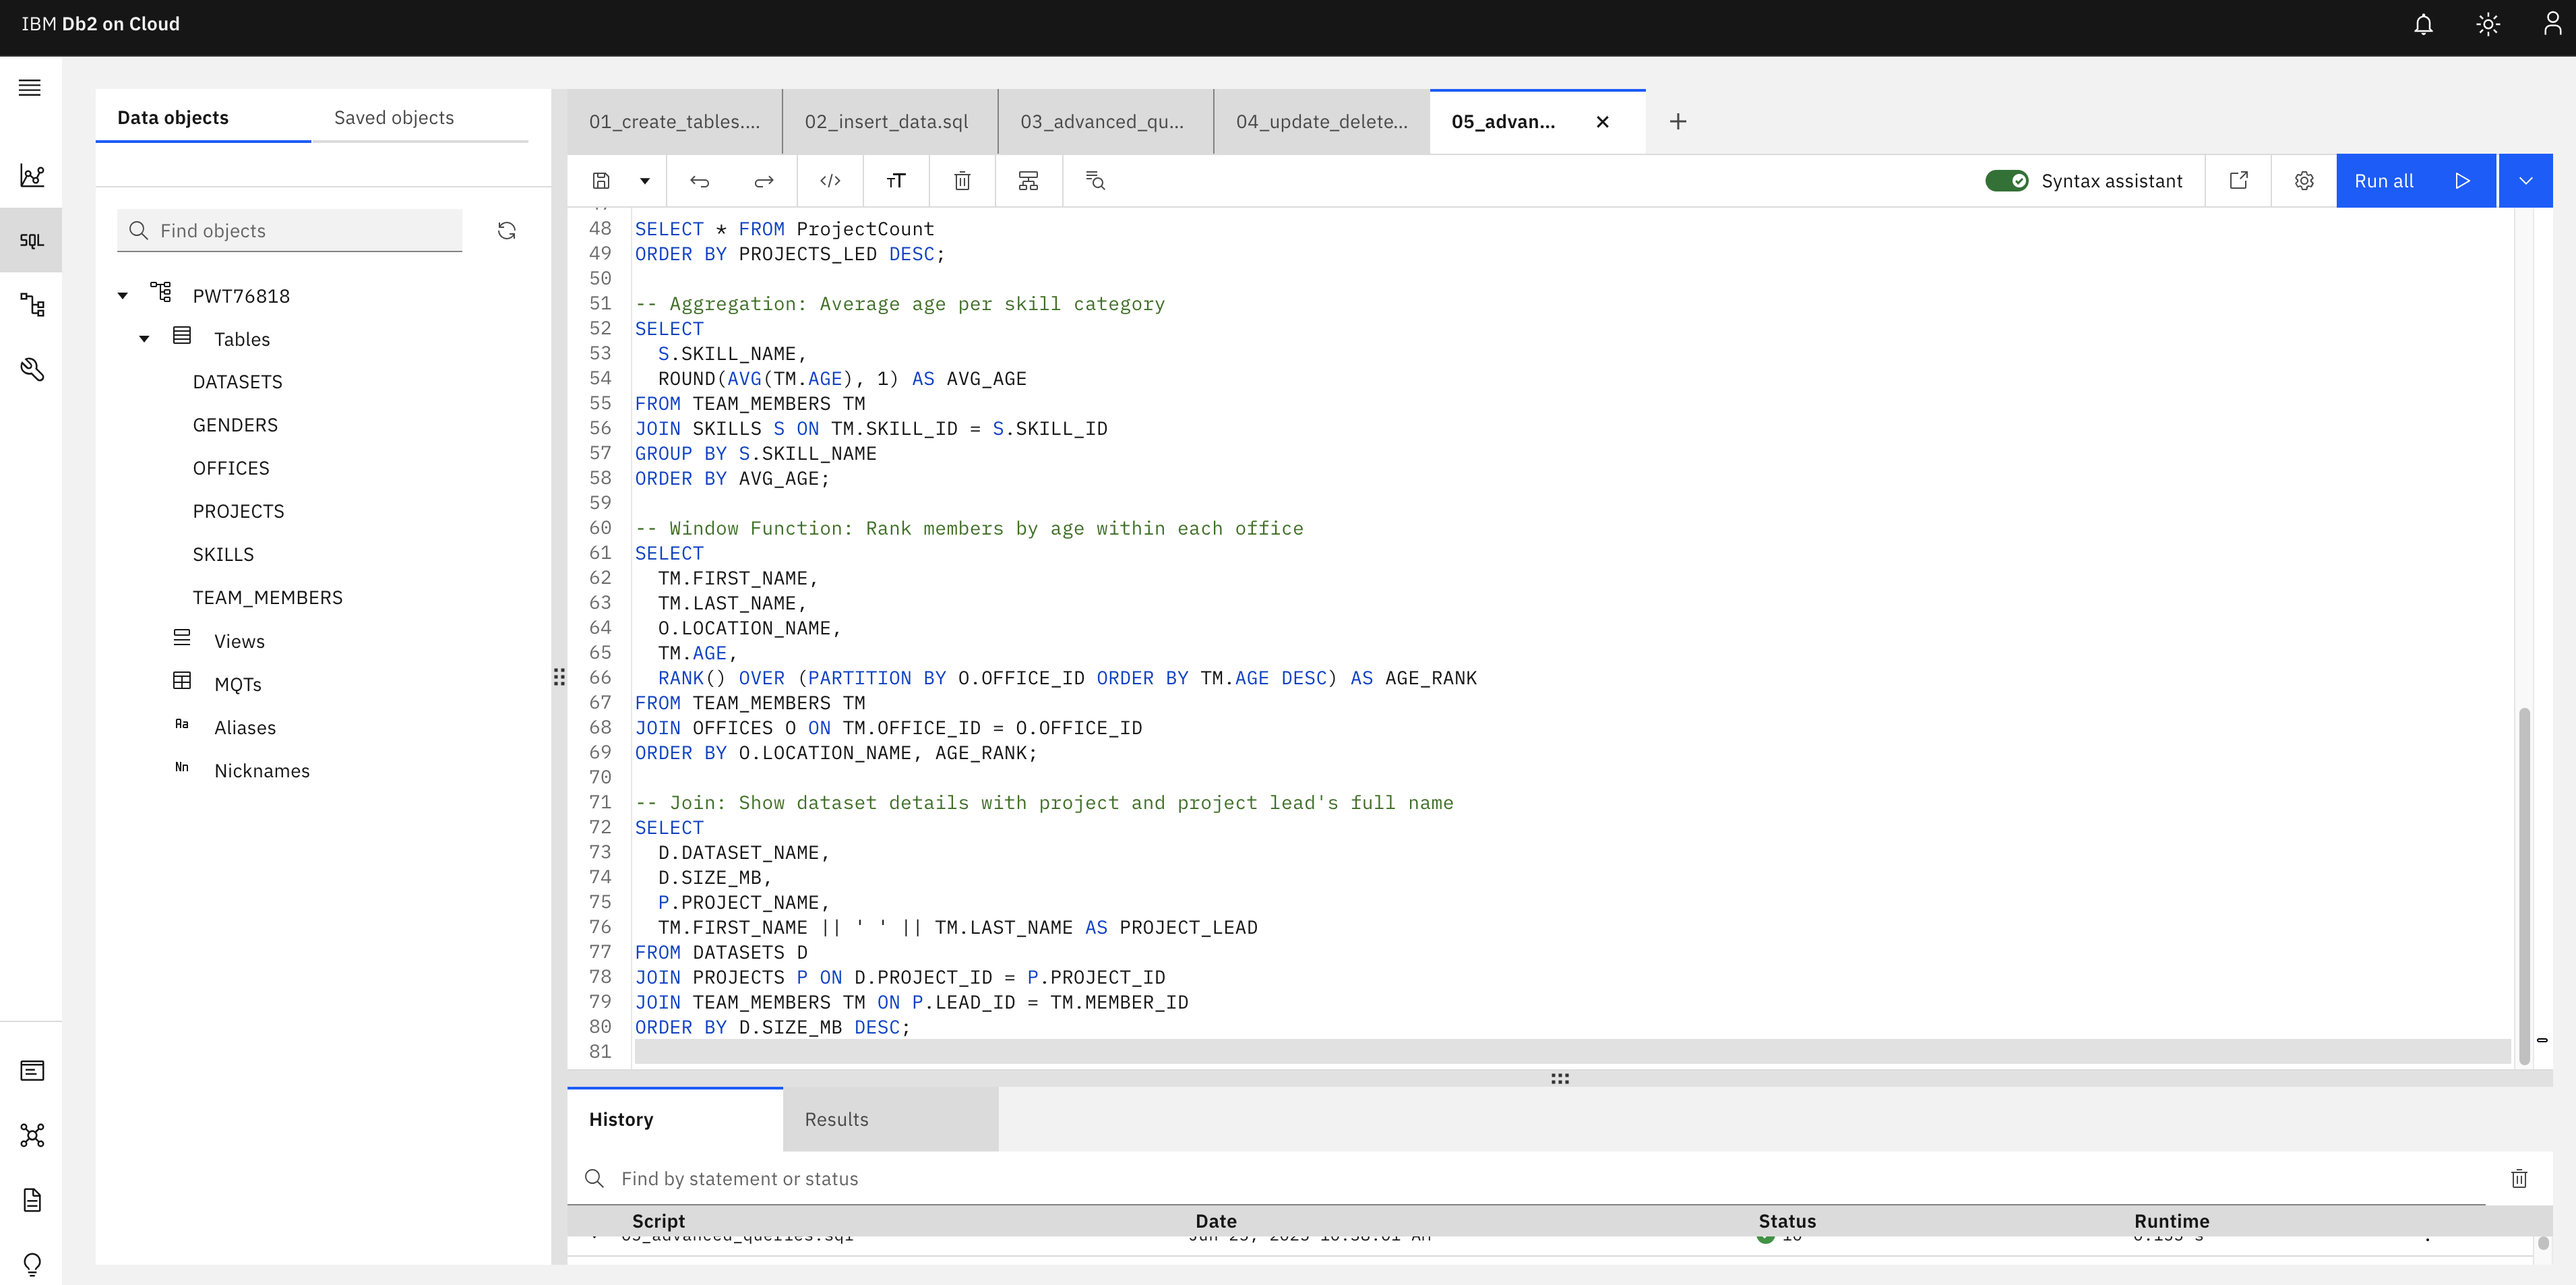 IBM Db2 on Cloud
Data objects
Saved objects
Find objects
PWT76818
Tables
DATASETS
GENDERS
OFFICES
PROJECTS
SKILLS
TEAM_MEMBERS
Views
MQTs
Aa Aliases
Nn Nicknames
SQL
01_create_tables....
02_insert_data.sql
03_advanced_qu...
04_update_delete...
05_advan...
Syntax assistant
Run all
48 SELECT * FROM ProjectCount
49 ORDER BY PROJECTS_LED DESC;
50
51 -- Aggregation: Average age per skill category
52 SELECT
53 S.SKILL_NAME,
54 ROUND(AVG(TM.AGE), 1) AS AVG_AGE
55 FROM TEAM_MEMBERS TM
56 JOIN SKILLS S ON TM.SKILL_ID = S.SKILL_ID
57 GROUP BY S.SKILL_NAME
58 ORDER BY AVG_AGE;
59
60 -- Window Function: Rank members by age within each office
61 SELECT
62 TM.FIRST_NAME,
63 TM.LAST_NAME,
64 O.LOCATION_NAME,
65 TM.AGE,
66 RANK() OVER (PARTITION BY O.OFFICE_ID ORDER BY TM.AGE DESC) AS AGE_RANK
67 FROM TEAM_MEMBERS TM
68 JOIN OFFICES O ON TM.OFFICE_ID = O.OFFICE_ID
69 ORDER BY O.LOCATION_NAME, AGE_RANK;
70
71 -- Join: Show dataset details with project and project lead's full name
72 SELECT
73 D.DATASET_NAME,
74 D.SIZE_MB,
75 P.PROJECT_NAME,
76 TM.FIRST_NAME || ' ' || TM.LAST_NAME AS PROJECT_LEAD
77 FROM DATASETS D
78 JOIN PROJECTS P ON D.PROJECT_ID = P.PROJECT_ID
79 JOIN TEAM_MEMBERS TM ON P.LEAD_ID = TM.MEMBER_ID
80 ORDER BY D.SIZE_MB DESC;
81
History
Results
Find by statement or status
Script Date Status Runtime